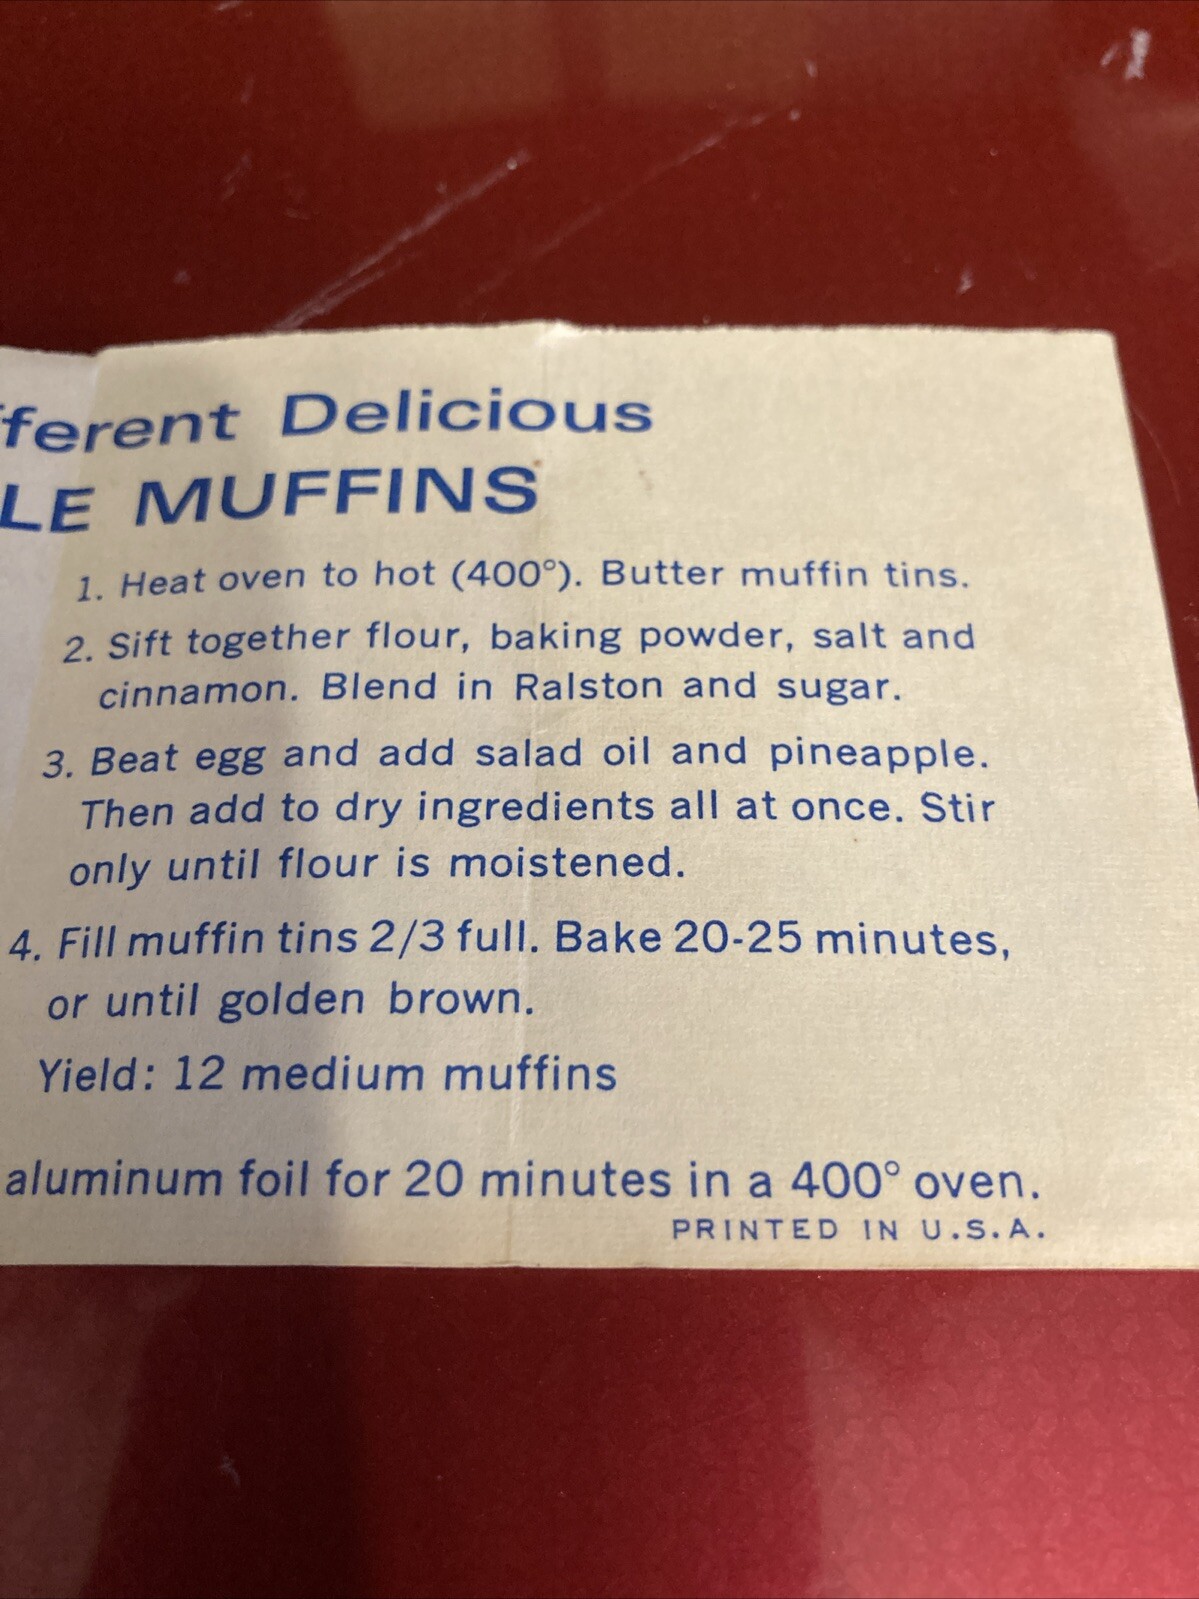 fferent Delicious
LE MUFFINS
1. Heat oven to hot (400°). Butter muffin tins.
2. Sift together flour, baking powder, salt and
cinnamon. Blend in Ralston and sugar.
3. Beat egg and add salad oil and pineapple.
Then add to dry ingredients all at once. Stir
only until flour is moistened.
4. Fill muffin tins 2/3 full. Bake 20-25 minutes,
or until golden brown.
Yield: 12 medium muffins
aluminum foil for 20 minutes in a 400° oven.
PRINTED IN U.S.A.